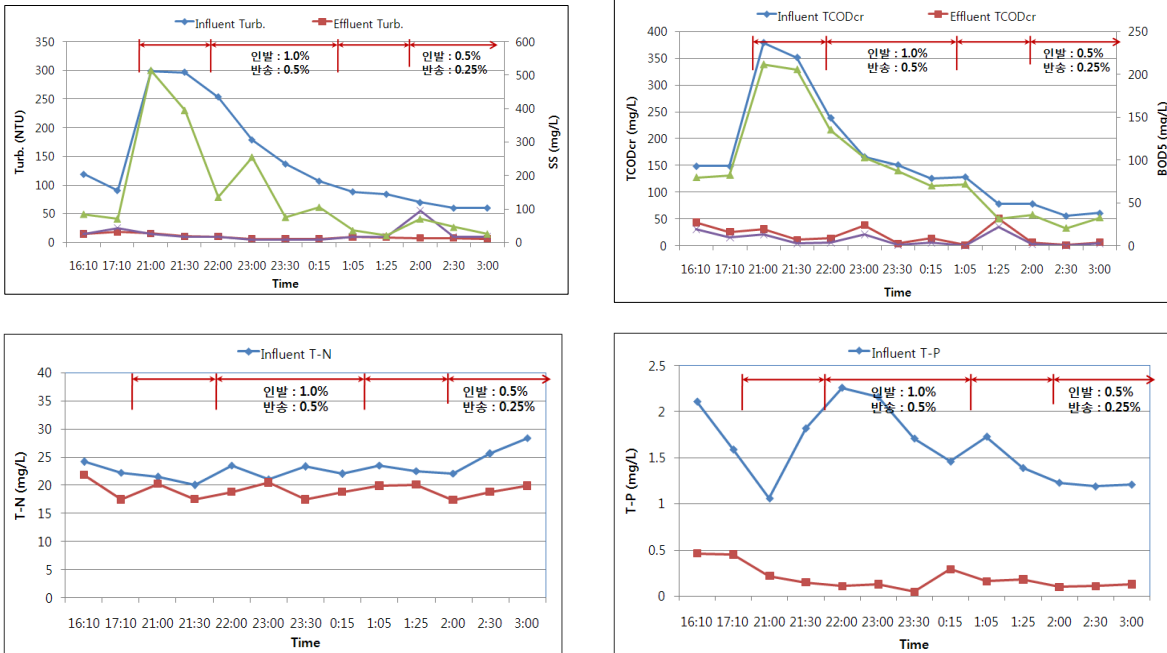 Influent Turb.
Effluent Turb.
350
300
250
200
150
100
50
0
600
500
400
300
200
100
0
Turb. (NTU)
SS (mg/L)
인발 : 1.0%
반송 : 0.5%
인발 : 0.5%
반송 : 0.25%
16:10 17:10 21:00 21:30 22:00 23:00 23:30 0:15 1:05 1:25 2:00 2:30 3:00
Time
Influent TCODcr
Effluent TCODcr
400
350
300
250
200
150
100
50
0
250
200
150
100
50
0
TCODcr (mg/L)
BOD5 (mg/L)
인발 : 1.0%
반송 : 0.5%
인발 : 0.5%
반송 : 0.25%
16:10 17:10 21:00 21:30 22:00 23:00 23:30 0:15 1:05 1:25 2:00 2:30 3:00
Time
Influent T-N
40
35
30
25
20
15
10
5
0
T-N (mg/L)
인발 : 1.0%
반송 : 0.5%
인발 : 0.5%
반송 : 0.25%
16:10 17:10 21:00 21:30 22:00 23:00 23:30 0:15 1:05 1:25 2:00 2:30 3:00
Time
Influent T-P
2.5
2
1.5
1
0.5
0
T-P (mg/L)
인발 : 1.0%
반송 : 0.5%
인발 : 0.5%
반송 : 0.25%
16:10 17:10 21:00 21:30 22:00 23:00 23:30 0:15 1:05 1:25 2:00 2:30 3:00
Time